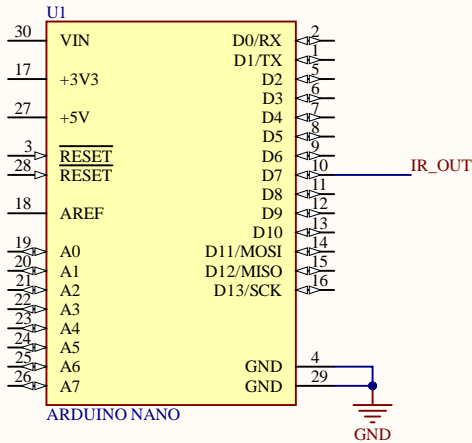 U1
30 VIN D0/RX 2
D1/TX 1
17 +3V3 D2 5
D3 6
27 +5V D4 7
D5 8
3 RESET D6 9
28 RESET D7 10 IR_OUT
D8 11
18 AREF D9 12
D10 13
19 A0 D11/MOSI 14
20 A1 D12/MISO 15
21 A2 D13/SCK 16
22 A3
23 A4
24 A5
25 A6 GND 4
26 A7 GND 29
ARDUINO NANO
GND